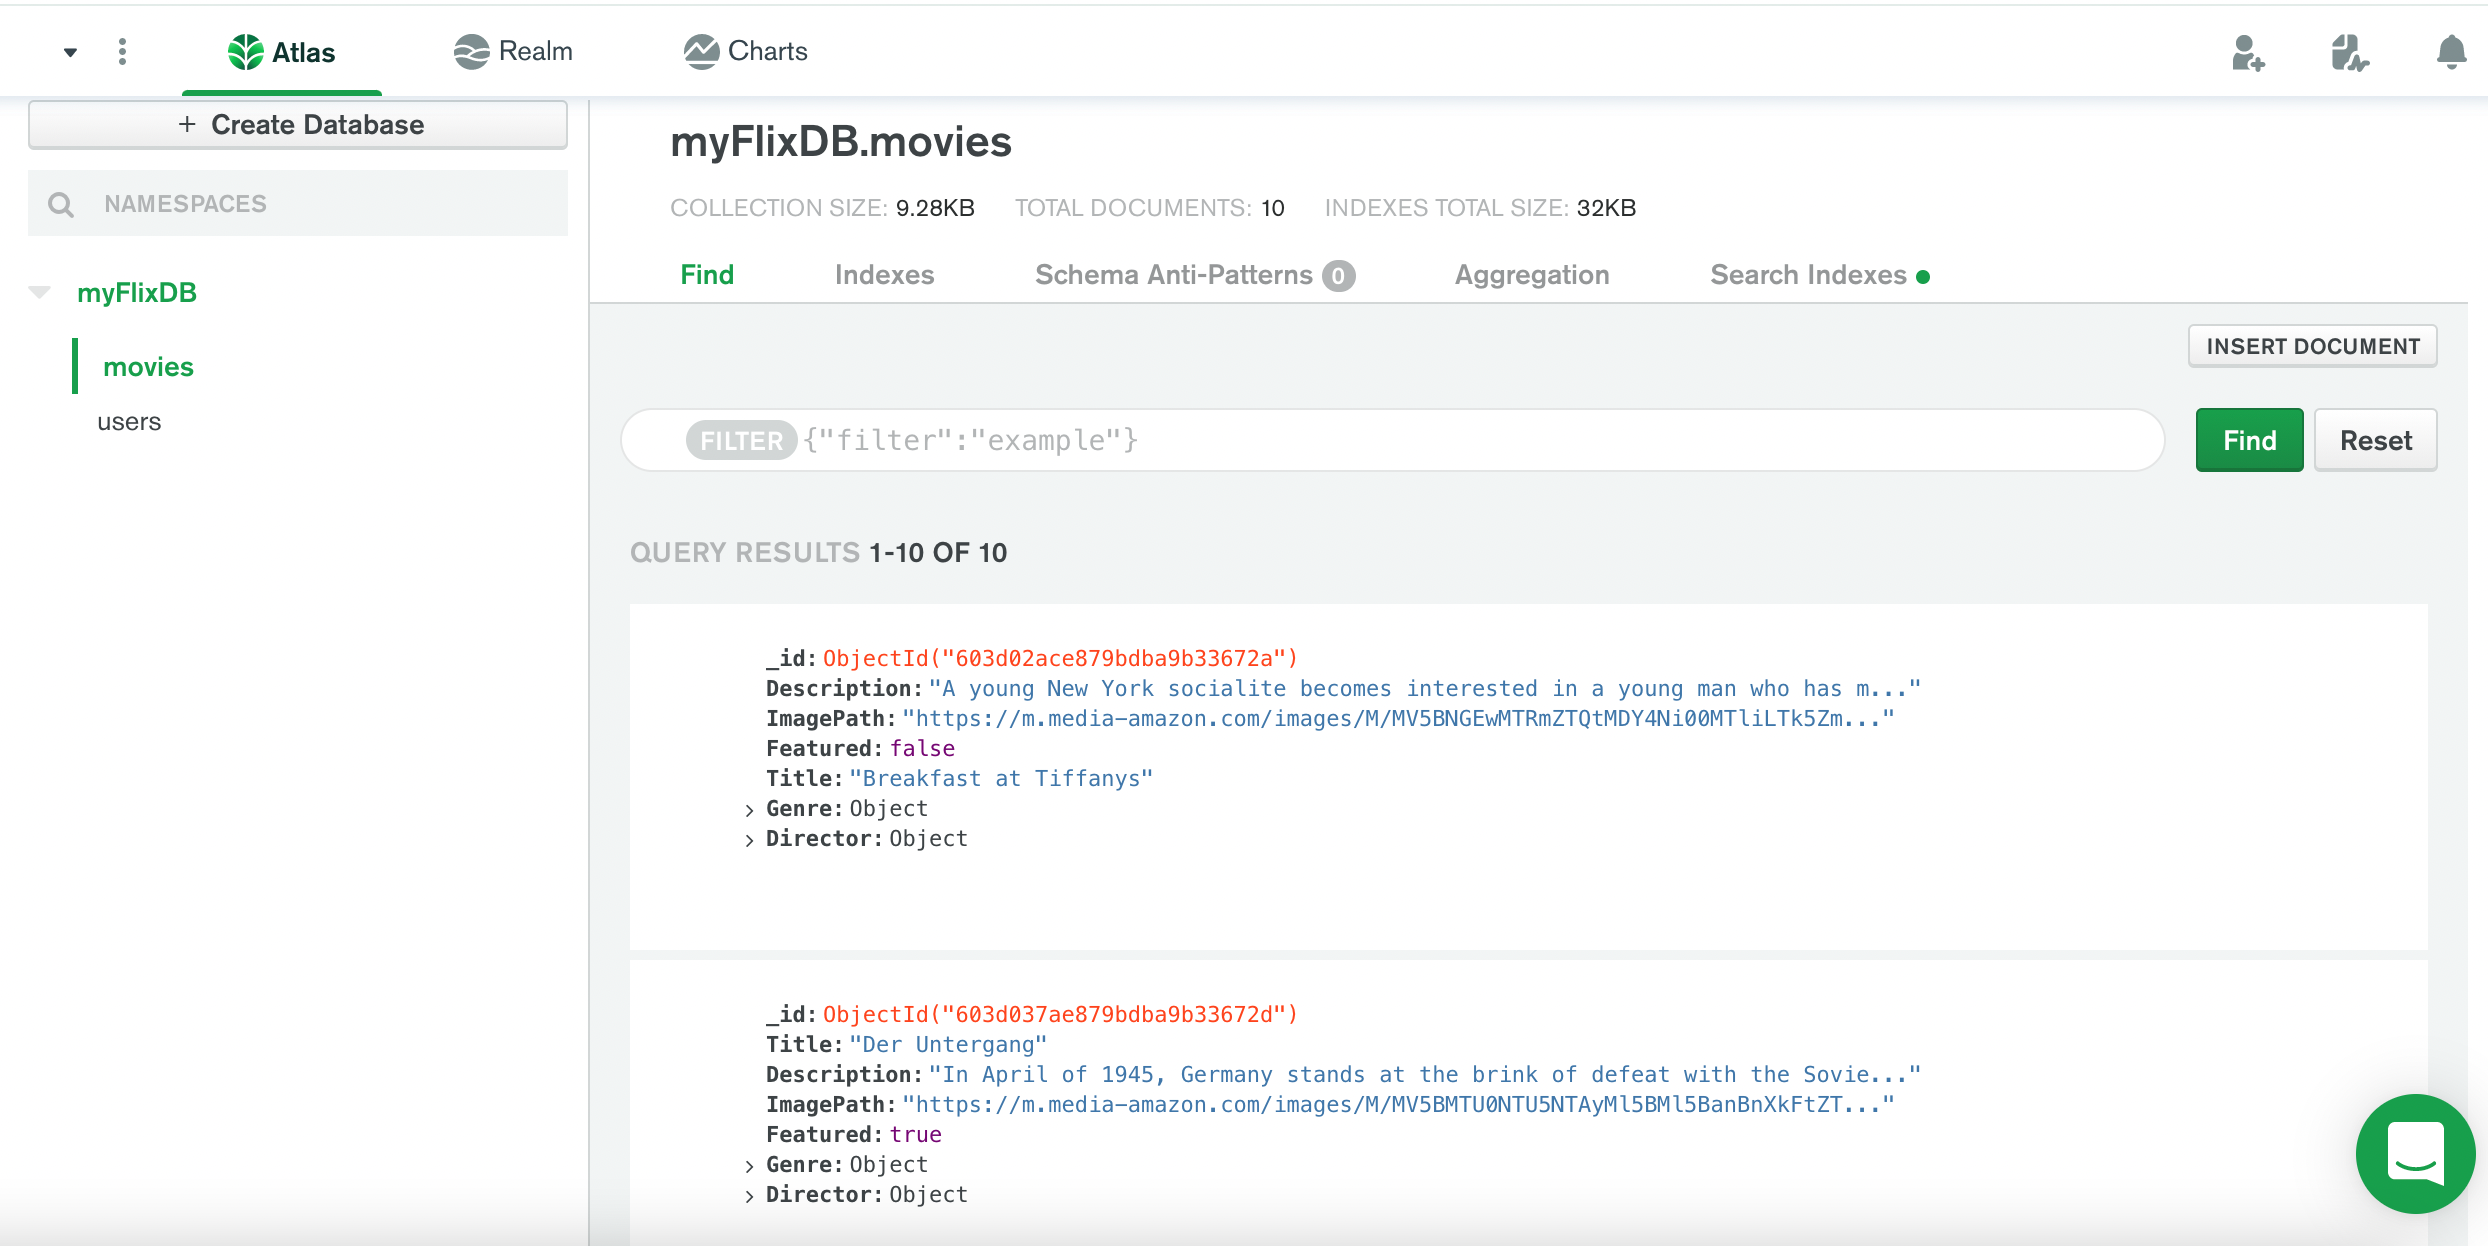 Atlas
Realm
Charts
+ Create Database
NAMESPACES
myFlixDB
movies
users
myFlixDB.movies
COLLECTION SIZE: 9.28KB TOTAL DOCUMENTS: 10 INDEXES TOTAL SIZE: 32KB
Find Indexes Schema Anti-Patterns 0 Aggregation Search Indexes
INSERT DOCUMENT
FILTER {"filter":"example"}
Find
Reset
QUERY RESULTS 1-10 OF 10
_id: ObjectId("603d02ace879bdba9b33672a")
Description: "A young New York socialite becomes interested in a young man who has m..."
ImagePath: "https://m.media-amazon.com/images/M/MV5BNGEwMTRmZTQtMDY4Ni00MTliLTk5Zm..."
Featured: false
Title: "Breakfast at Tiffanys"
> Genre: Object
> Director: Object
_id: ObjectId("603d037ae879bdba9b33672d")
Title: "Der Untergang"
Description: "In April of 1945, Germany stands at the brink of defeat with the Sovie..."
ImagePath: "https://m.media-amazon.com/images/M/MV5BMTU0NTU5NTAyMl5BMl5BanBnXkFtZT..."
Featured: true
> Genre: Object
> Director: Object